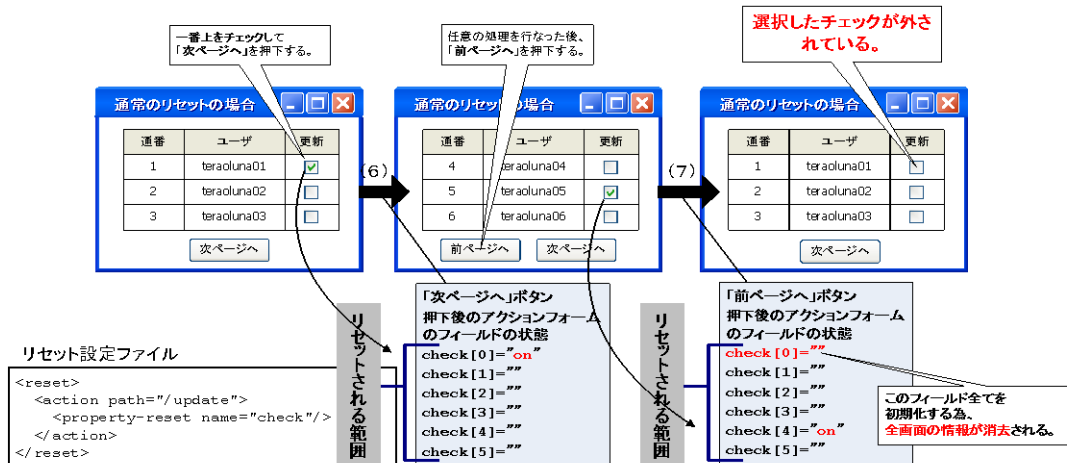 一番上をチェックして
「次ページへ」を押下する。
任意の処理を行なった後、
「前ページへ」を押下する。
選択したチェックが外さ
れている。
通常のリセットの場合
通番 ユーザ 更新
1 teraoluna01
2 teraoluna02
3 teraoluna03
次ページへ
(6)
通常のリセットの場合
通番 ユーザ 更新
4 teraoluna04
5 teraoluna05
6 teraoluna06
前ページへ 次ページへ
(7)
通常のリセットの場合
通番 ユーザ 更新
1 teraoluna01
2 teraoluna02
3 teraoluna03
次ページへ
リセット設定ファイル
<reset>
<action path="/update">
<property-reset name="check"/>
</action>
</reset>
リセットされる範囲
「次ページへ」ボタン
押下後のアクションフォーム
のフィールドの状態
check[0]="on"
check[1]=""
check[2]=""
check[3]=""
check[4]=""
check[5]=""
リセットされる範囲
「前ページへ」ボタン
押下後のアクションフォーム
のフィールドの状態
check[0]=""
check[1]=""
check[2]=""
check[3]=""
check[4]="on"
check[5]=""
このフィールド全てを
初期化する為、
全画面の情報が消去される。